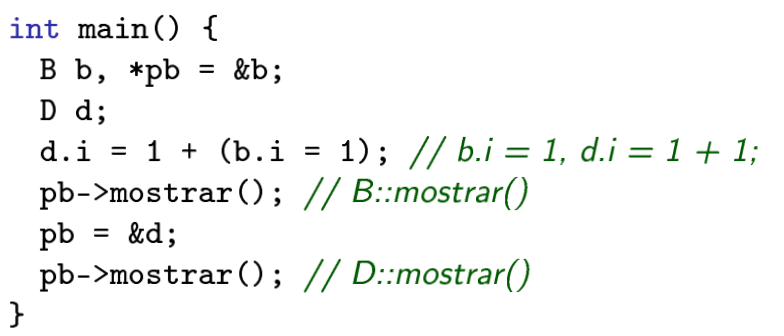 int main() {
  B b, *pb = &b;
  D d;
  d.i = 1 + (b.i = 1); // b.i = 1, d.i = 1 + 1;
  pb->mostrar(); // B::mostrar()
  pb = &d;
  pb->mostrar(); // D::mostrar()
}